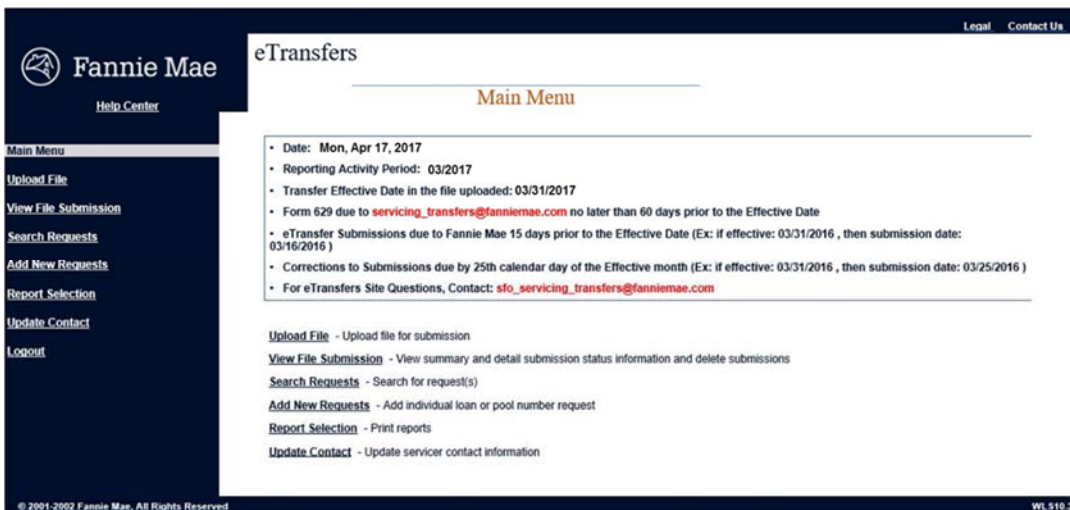 Legal Contact Us
Fannie Mae
Help Center
eTransfers
Main Menu
Main Menu
Upload File
View File Submission
Search Requests
Add New Requests
Report Selection
Update Contact
Logout
• Date: Mon, Apr 17, 2017
• Reporting Activity Period: 03/2017
• Transfer Effective Date in the file uploaded: 03/31/2017
• Form 629 due to servicing_transfers@fanniemae.com no later than 60 days prior to the Effective Date
• eTransfer Submissions due to Fannie Mae 15 days prior to the Effective Date (Ex: if effective: 03/31/2016 , then submission date:
03/16/2016 )
• Corrections to Submissions due by 25th calendar day of the Effective month (Ex: if effective: 03/31/2016 , then submission date: 03/25/2016 )
• For eTransfers Site Questions, Contact: sfo_servicing_transfers@fanniemae.com
Upload File - Upload file for submission
View File Submission - View summary and detail submission status information and delete submissions
Search Requests - Search for request(s)
Add New Requests - Add individual loan or pool number request
Report Selection - Print reports
Update Contact - Update servicer contact information
© 2001-2002 Fannie Mae. All Rights Reserved